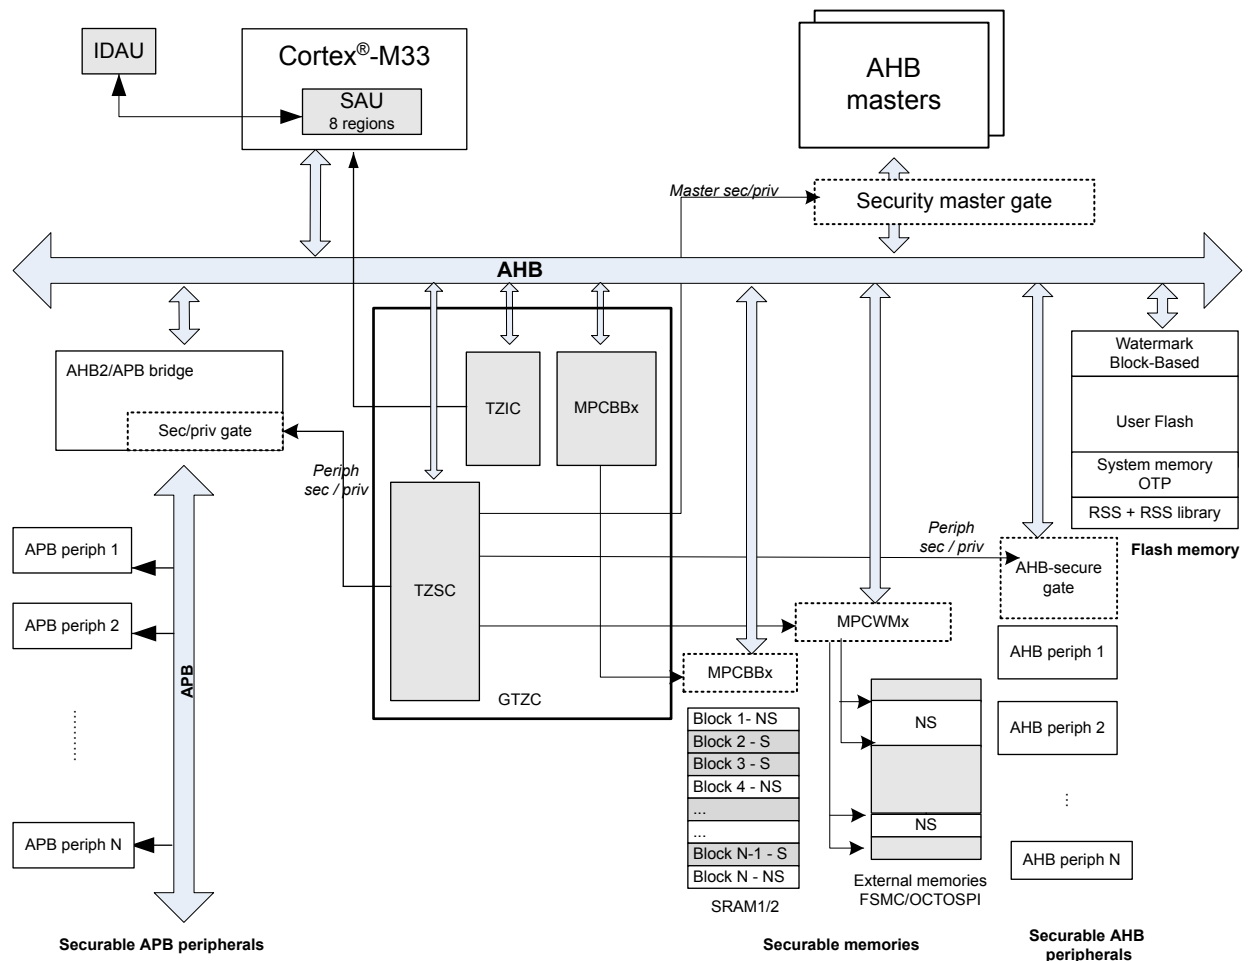 IDAU
Cortex®-M33
SAU
8 regions
AHB
masters
Master sec/priv
Security master gate
AHB
AHB2/APB bridge
Sec/priv gate
Periph
sec / priv
TZIC
MPCBBx
TZSC
GTZC
Watermark
Block-Based
User Flash
System memory
OTP
RSS + RSS library
Flash memory
Periph
sec / priv
AHB-secure
gate
MPCWMx
MPCBBx
APB periph 1
APB periph 2
APB
........
APB periph N
Block 1- NS
Block 2 - S
Block 3 - S
Block 4 - NS
...
...
Block N-1 - S
Block N - NS
SRAM1/2
NS
NS
External memories
FSMC/OCTOSPI
AHB periph 1
AHB periph 2
...
AHB periph N
Securable APB peripherals
Securable memories
Securable AHB
peripherals